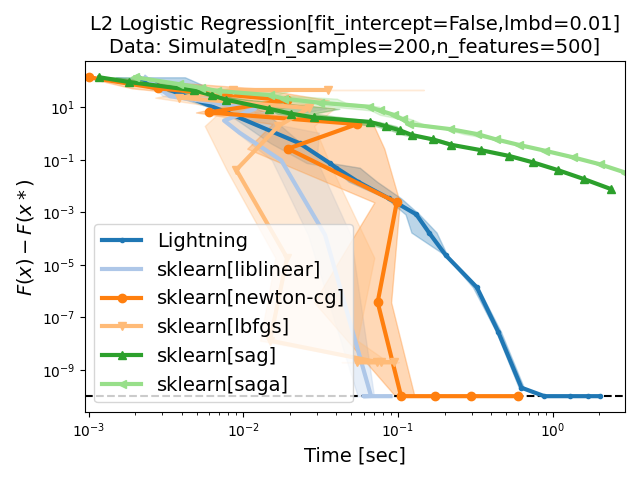 L2 Logistic Regression[fit_intercept=False,lmbd=0.01]
Data: Simulated[n_samples=200,n_features=500]
F(x) − F(x*)
10¹
10⁻¹
10⁻³
10⁻⁵
10⁻⁷
10⁻⁹
Lightning
sklearn[liblinear]
sklearn[newton-cg]
sklearn[lbfgs]
sklearn[sag]
sklearn[saga]
10⁻³ 10⁻² 10⁻¹ 10⁰
Time [sec]